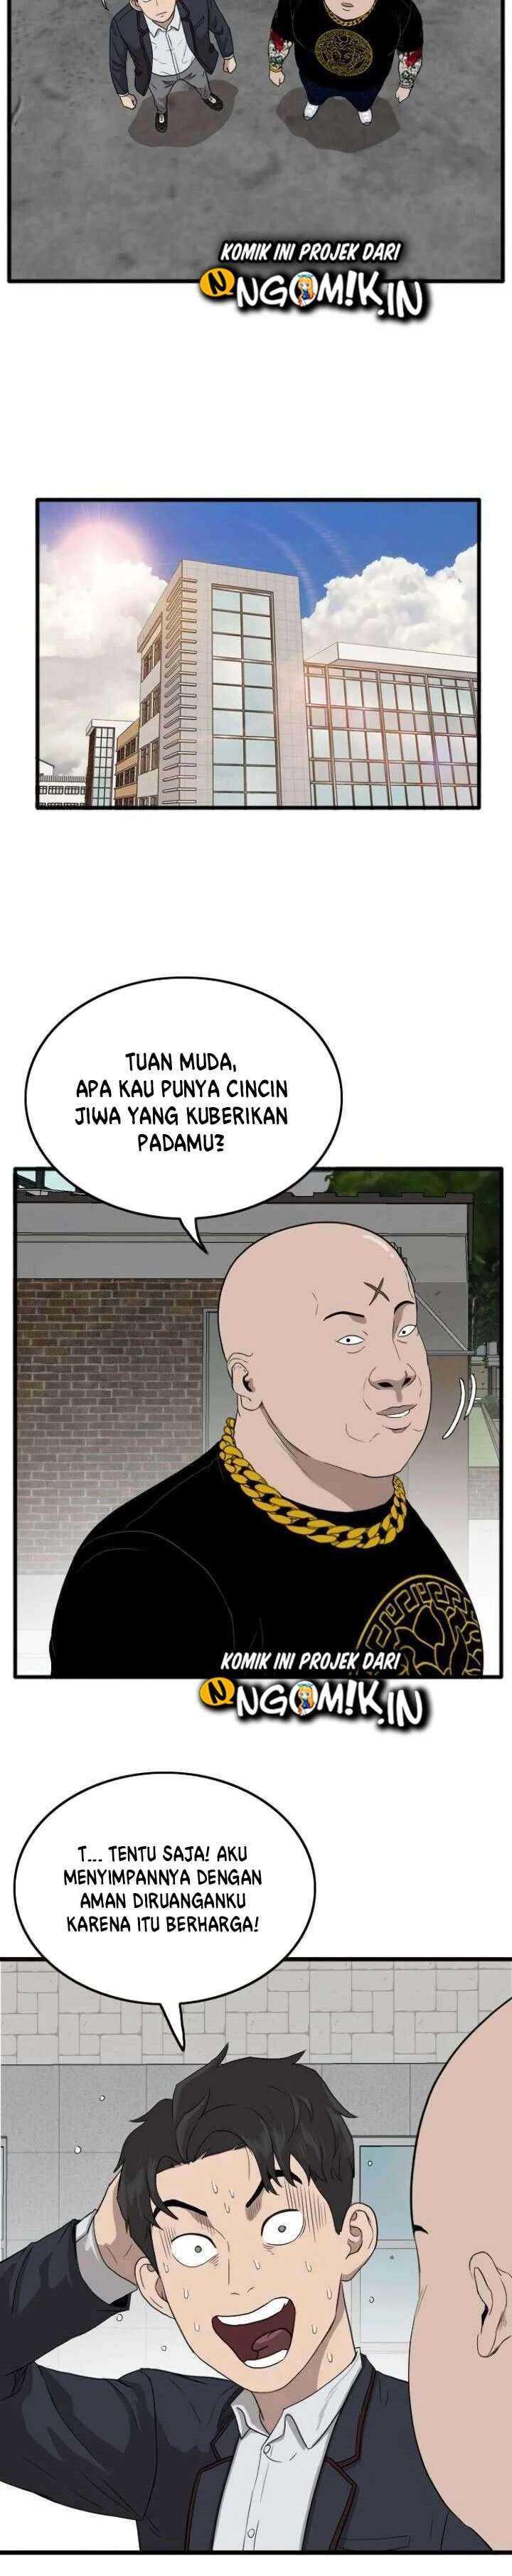 KOMIK INI PROJEK DARI
N NGOMIK.IN
TUAN MUDA,
APA KAU PUNYA CINCIN
JIWA YANG KUBERIKAN
PADAMU?
KOMIK INI PROJEK DARI
N NGOMIK.IN
T... TENTU SAJA! AKU
MENYIMPANNYA DENGAN
AMAN DIRUANGANKU
KARENA ITU BERHARGA!